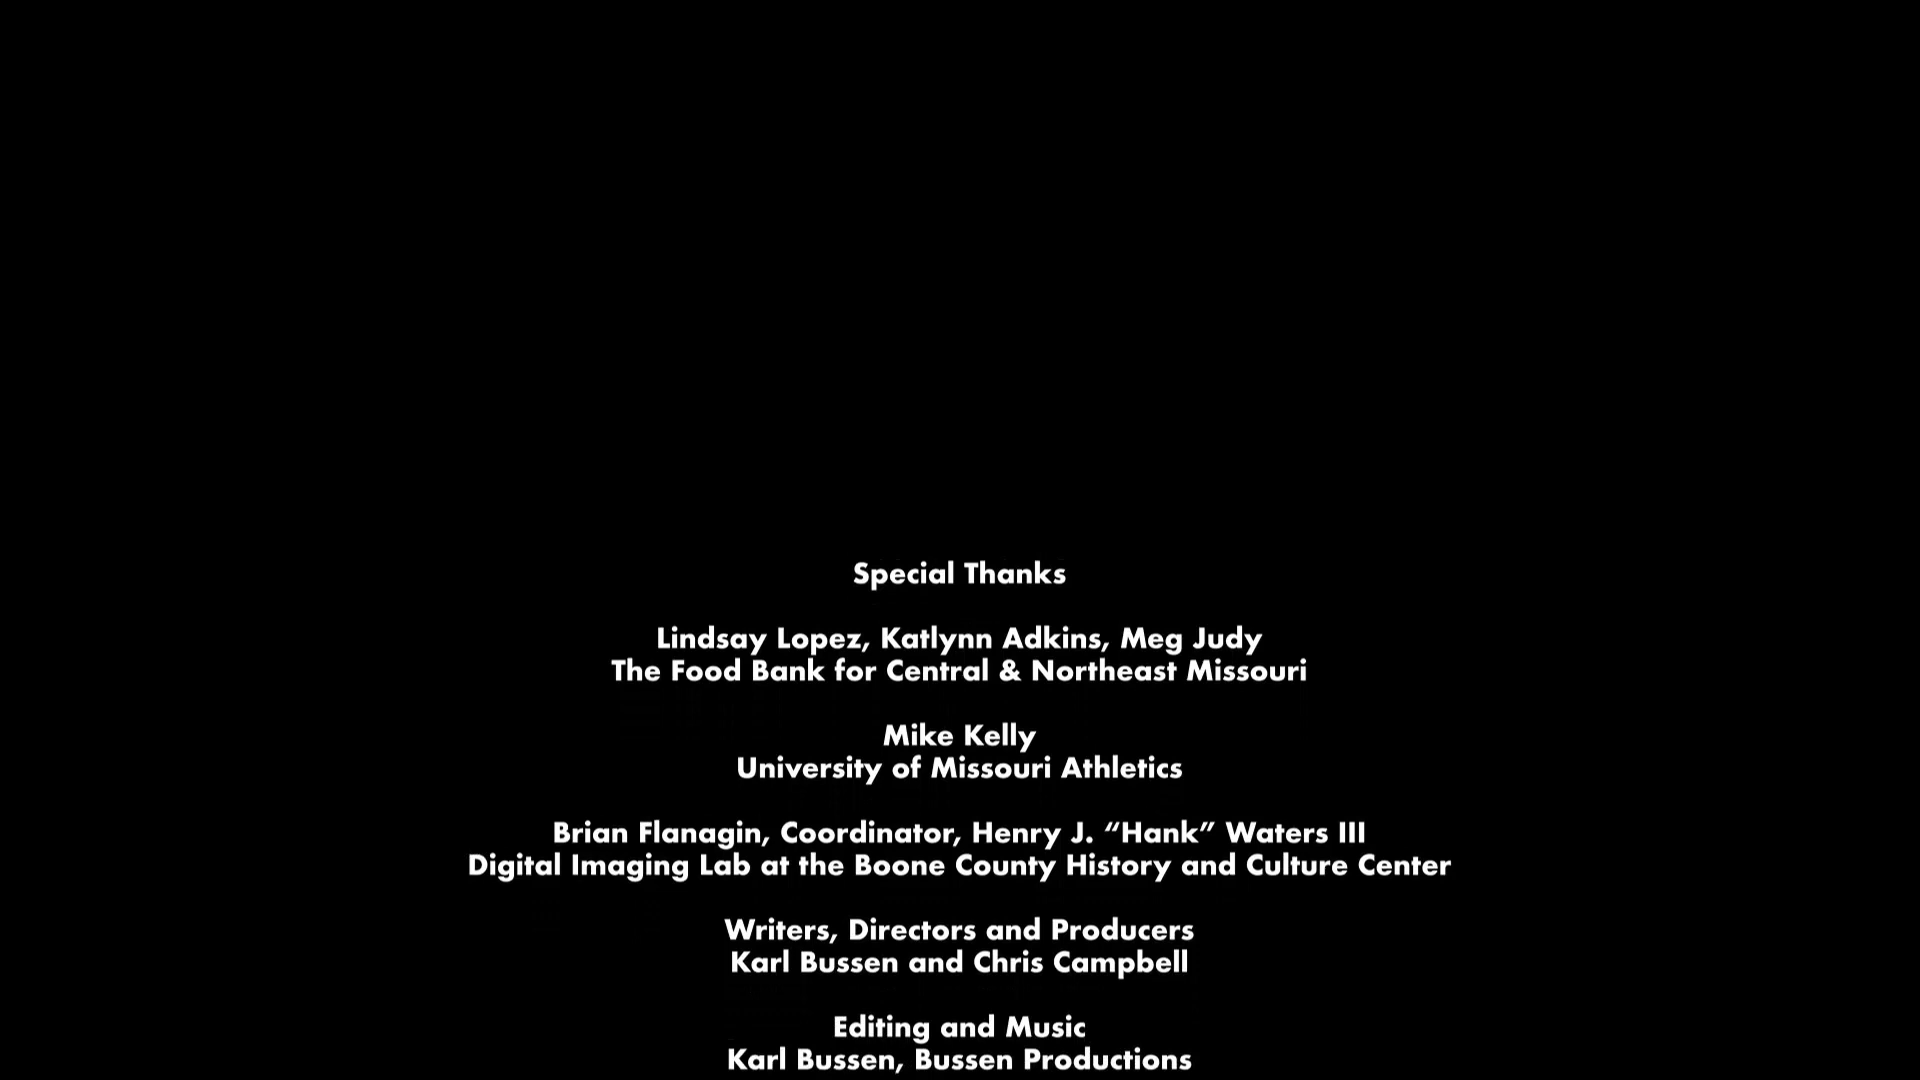 Special Thanks
Lindsay Lopez, Katlynn Adkins, Meg Judy
The Food Bank for Central & Northeast Missouri
Mike Kelly
University of Missouri Athletics
Brian Flanagin, Coordinator, Henry J. “Hank” Waters III
Digital Imaging Lab at the Boone County History and Culture Center
Writers, Directors and Producers
Karl Bussen and Chris Campbell
Editing and Music
Karl Bussen, Bussen Productions